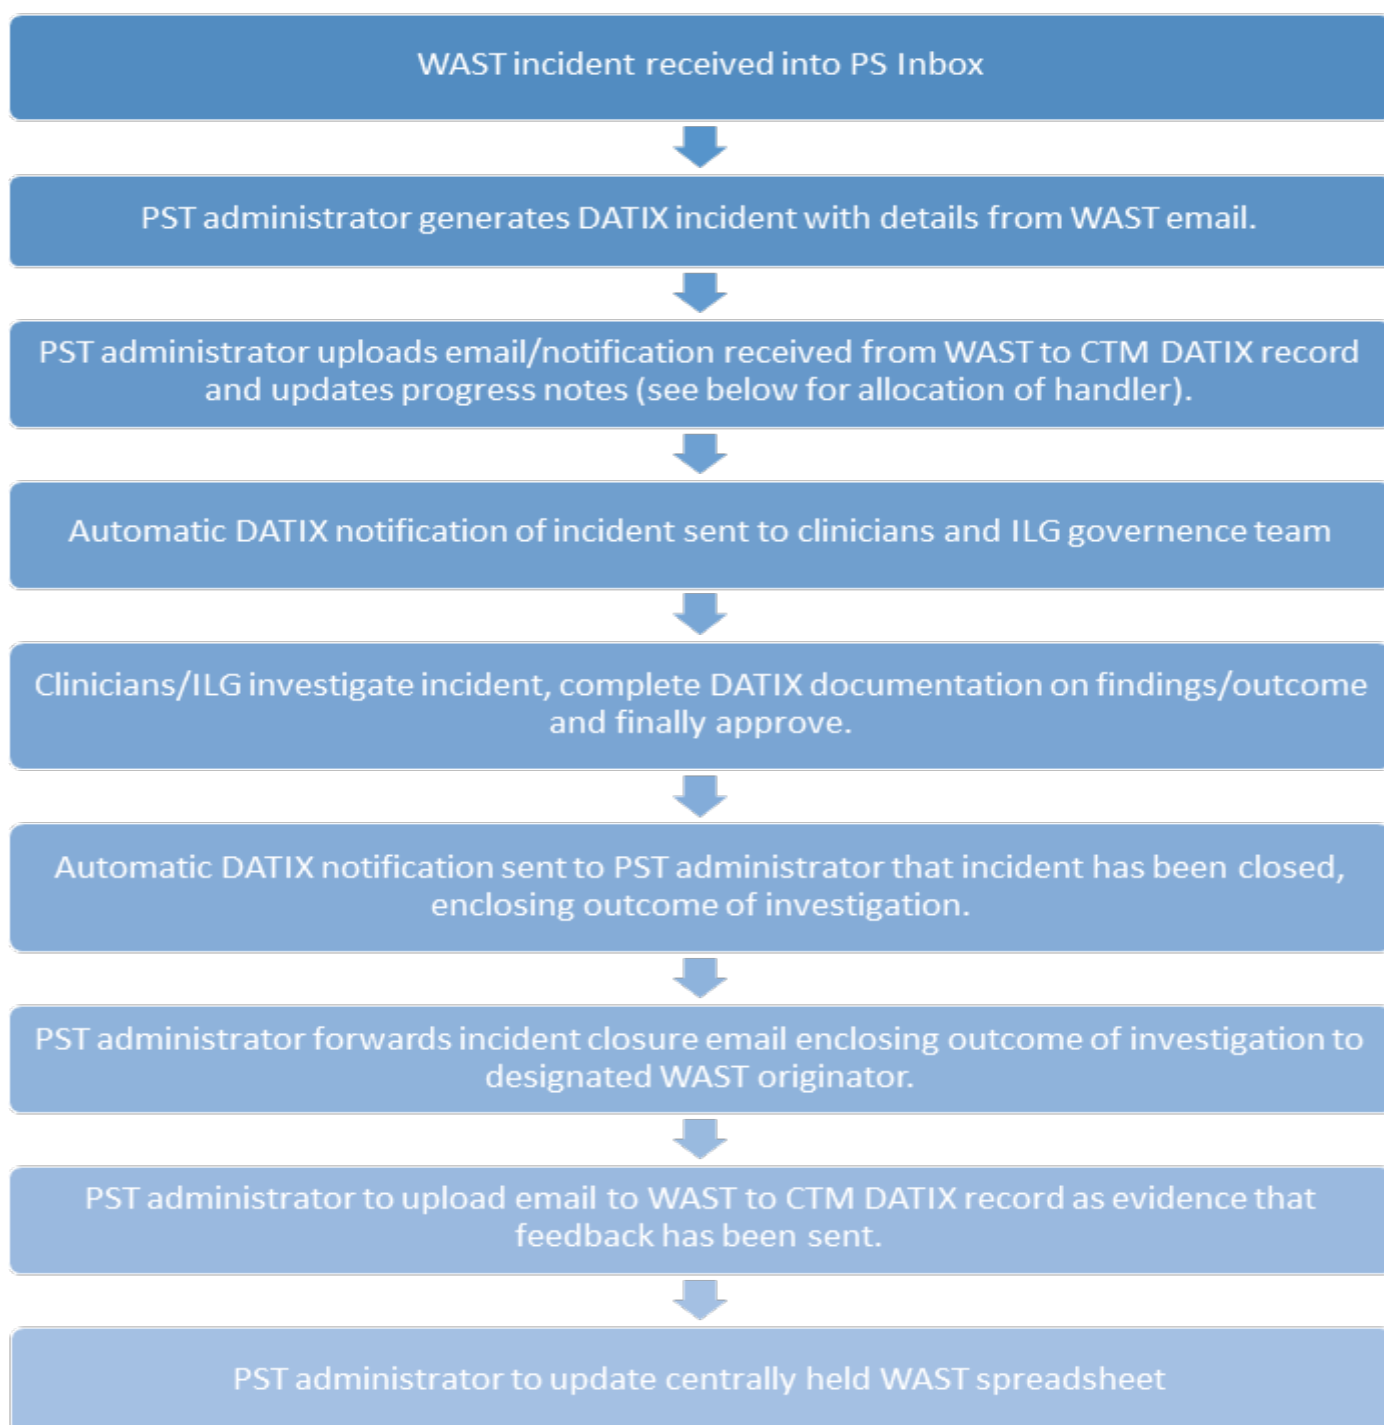 WAST incident received into PS Inbox
PST administrator generates DATIX incident with details from WAST email.
PST administrator uploads email/notification received from WAST to CTM DATIX record
and updates progress notes (see below for allocation of handler).
Automatic DATIX notification of incident sent to clinicians and ILG governence team
Clinicians/ILG investigate incident, complete DATIX documentation on findings/outcome
and finally approve.
Automatic DATIX notification sent to PST administrator that incident has been closed,
enclosing outcome of investigation.
PST administrator forwards incident closure email enclosing outcome of investigation to
designated WAST originator.
PST administrator to upload email to WAST to CTM DATIX record as evidence that
feedback has been sent.
PST administrator to update centrally held WAST spreadsheet